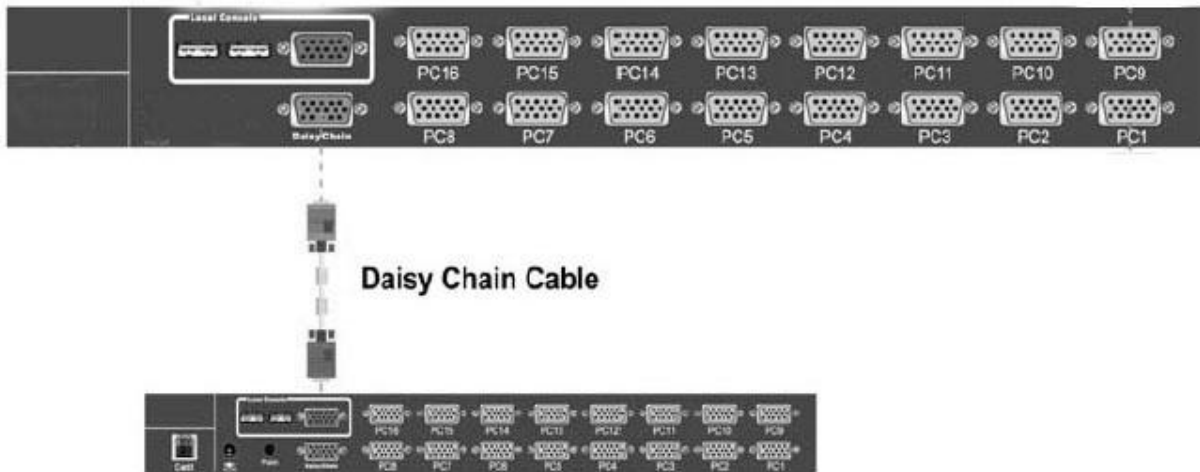 Local Console
PC16 PC15 PC14 PC13 PC12 PC11 PC10 PC9
DaisyChain PC8 PC7 PC6 PC5 PC4 PC3 PC2 PC1
Daisy Chain Cable
Local Console
PC16 PC15 PC14 PC13 PC12 PC11 PC10 PC9
PC8 PC7 PC6 PC5 PC4 PC3 PC2 PC1